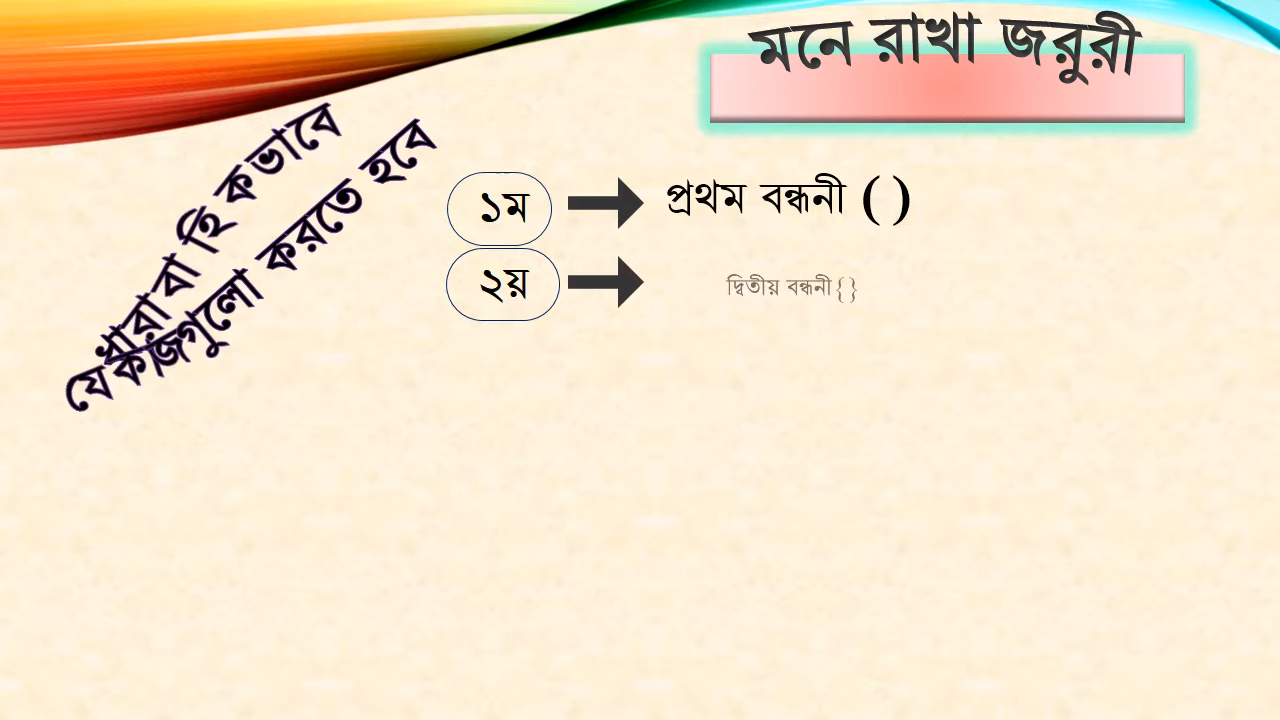 মনে রাখা জরুরী
ধারা বা হি ক ভাবে
যে কাজগুলো করতে হবে
১ম
প্রথম বন্ধনী ( )
২য়
দ্বিতীয় বন্ধনী { }